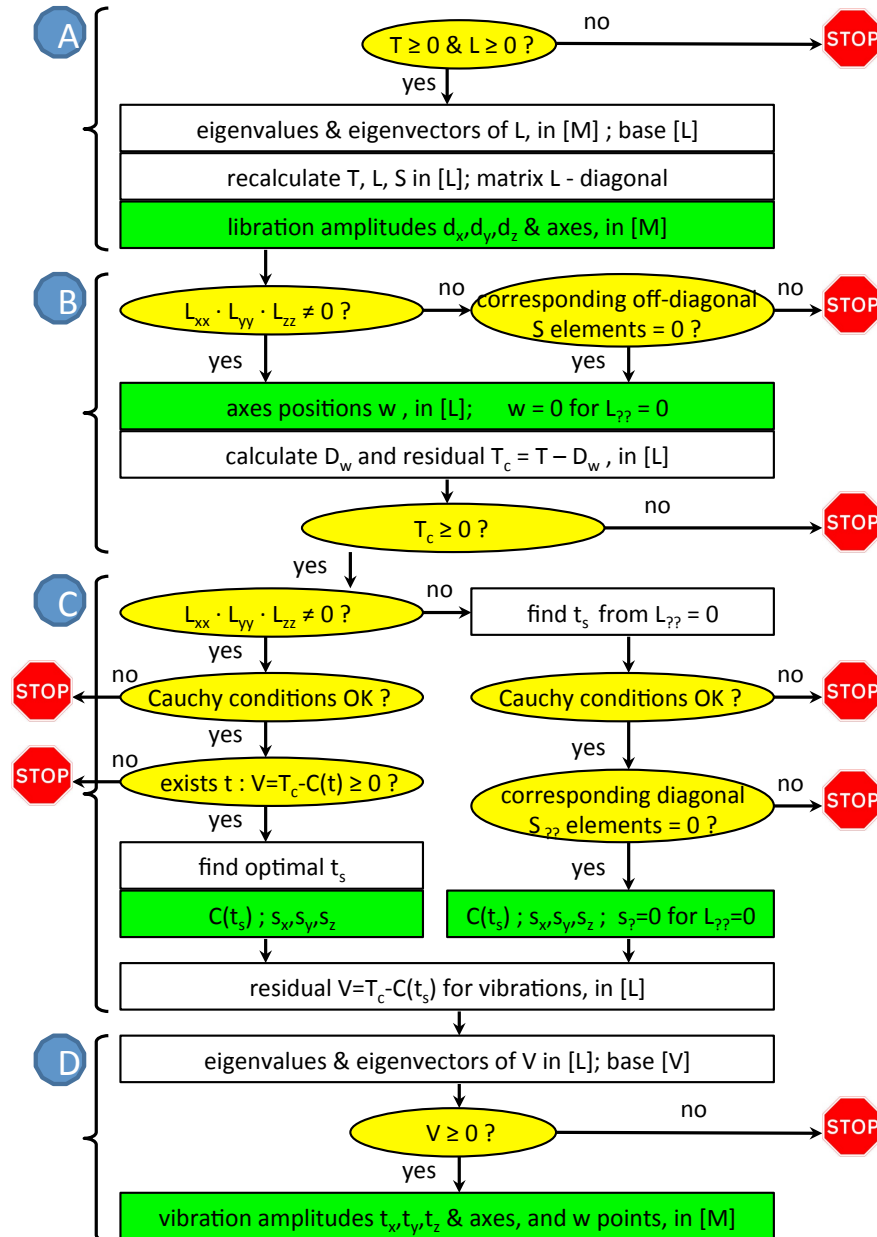 A
T ≥ 0 & L ≥ 0 ?
no
STOP
yes
eigenvalues & eigenvectors of L, in [M] ; base [L]
recalculate T, L, S in [L]; matrix L - diagonal
libration amplitudes dx,dy,dz & axes, in [M]
B
Lxx · Lyy · Lzz ≠ 0 ?
no
corresponding off-diagonal
S elements = 0 ?
no
STOP
yes
yes
axes positions w , in [L]; w = 0 for L?? = 0
calculate Dw and residual Tc = T – Dw , in [L]
Tc ≥ 0 ?
no
STOP
yes
C
Lxx · Lyy · Lzz ≠ 0 ?
no
find ts from L?? = 0
yes
STOP
no
Cauchy conditions OK ?
Cauchy conditions OK ?
no
STOP
yes
yes
STOP
no
exists t : V=Tc-C(t) ≥ 0 ?
corresponding diagonal
S ?? elements = 0 ?
no
STOP
yes
yes
find optimal ts
C(ts) ; sx,sy,sz
C(ts) ; sx,sy,sz ; s?=0 for L??=0
residual V=Tc-C(ts) for vibrations, in [L]
D
eigenvalues & eigenvectors of V in [L]; base [V]
V ≥ 0 ?
no
STOP
yes
vibration amplitudes tx,ty,tz & axes, and w points, in [M]